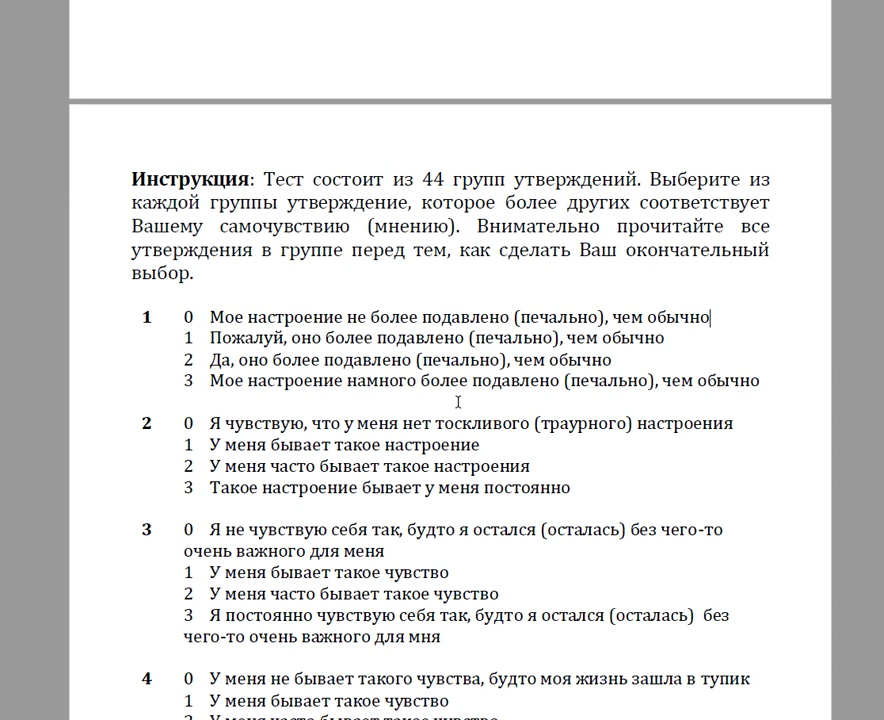 Инструкция: Тест состоит из 44 групп утверждений. Выберите из
каждой группы утверждение, которое более других соответствует
Вашему самочувствию (мнению). Внимательно прочитайте все
утверждения в группе перед тем, как сделать Ваш окончательный
выбор.
1 0 Мое настроение не более подавлено (печально), чем обычно
1 Пожалуй, оно более подавлено (печально), чем обычно
2 Да, оно более подавлено (печально), чем обычно
3 Мое настроение намного более подавлено (печально), чем обычно
2 0 Я чувствую, что у меня нет тоскливого (траурного) настроения
1 У меня бывает такое настроение
2 У меня часто бывает такое настроения
3 Такое настроение бывает у меня постоянно
3 0 Я не чувствую себя так, будто я остался (осталась) без чего-то
очень важного для меня
1 У меня бывает такое чувство
2 У меня часто бывает такое чувство
3 Я постоянно чувствую себя так, будто я остался (осталась) без
чего-то очень важного для мня
4 0 У меня не бывает такого чувства, будто моя жизнь зашла в тупик
1 У меня бывает такое чувство
2 У меня часто бывает такое чувство